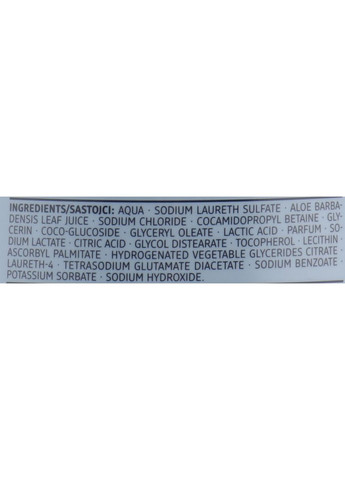 INGREDIENTS/SASTOJCI: AQUA · SODIUM LAURETH SULFATE · ALOE BARBA-
DENSIS LEAF JUICE · SODIUM CHLORIDE · COCAMIDOPROPYL BETAINE · GLY-
CERIN · COCO-GLUCOSIDE · GLYCERYL OLEATE · LACTIC ACID · PARFUM · SO-
DIUM LACTATE · CITRIC ACID · GLYCOL DISTEARATE · TOCOPHEROL · LECITHIN ·
ASCORBYL PALMITATE · HYDROGENATED VEGETABLE GLYCERIDES CITRATE ·
LAURETH-4 · TETRASODIUM GLUTAMATE DIACETATE · SODIUM BENZOATE ·
POTASSIUM SORBATE · SODIUM HYDROXIDE.